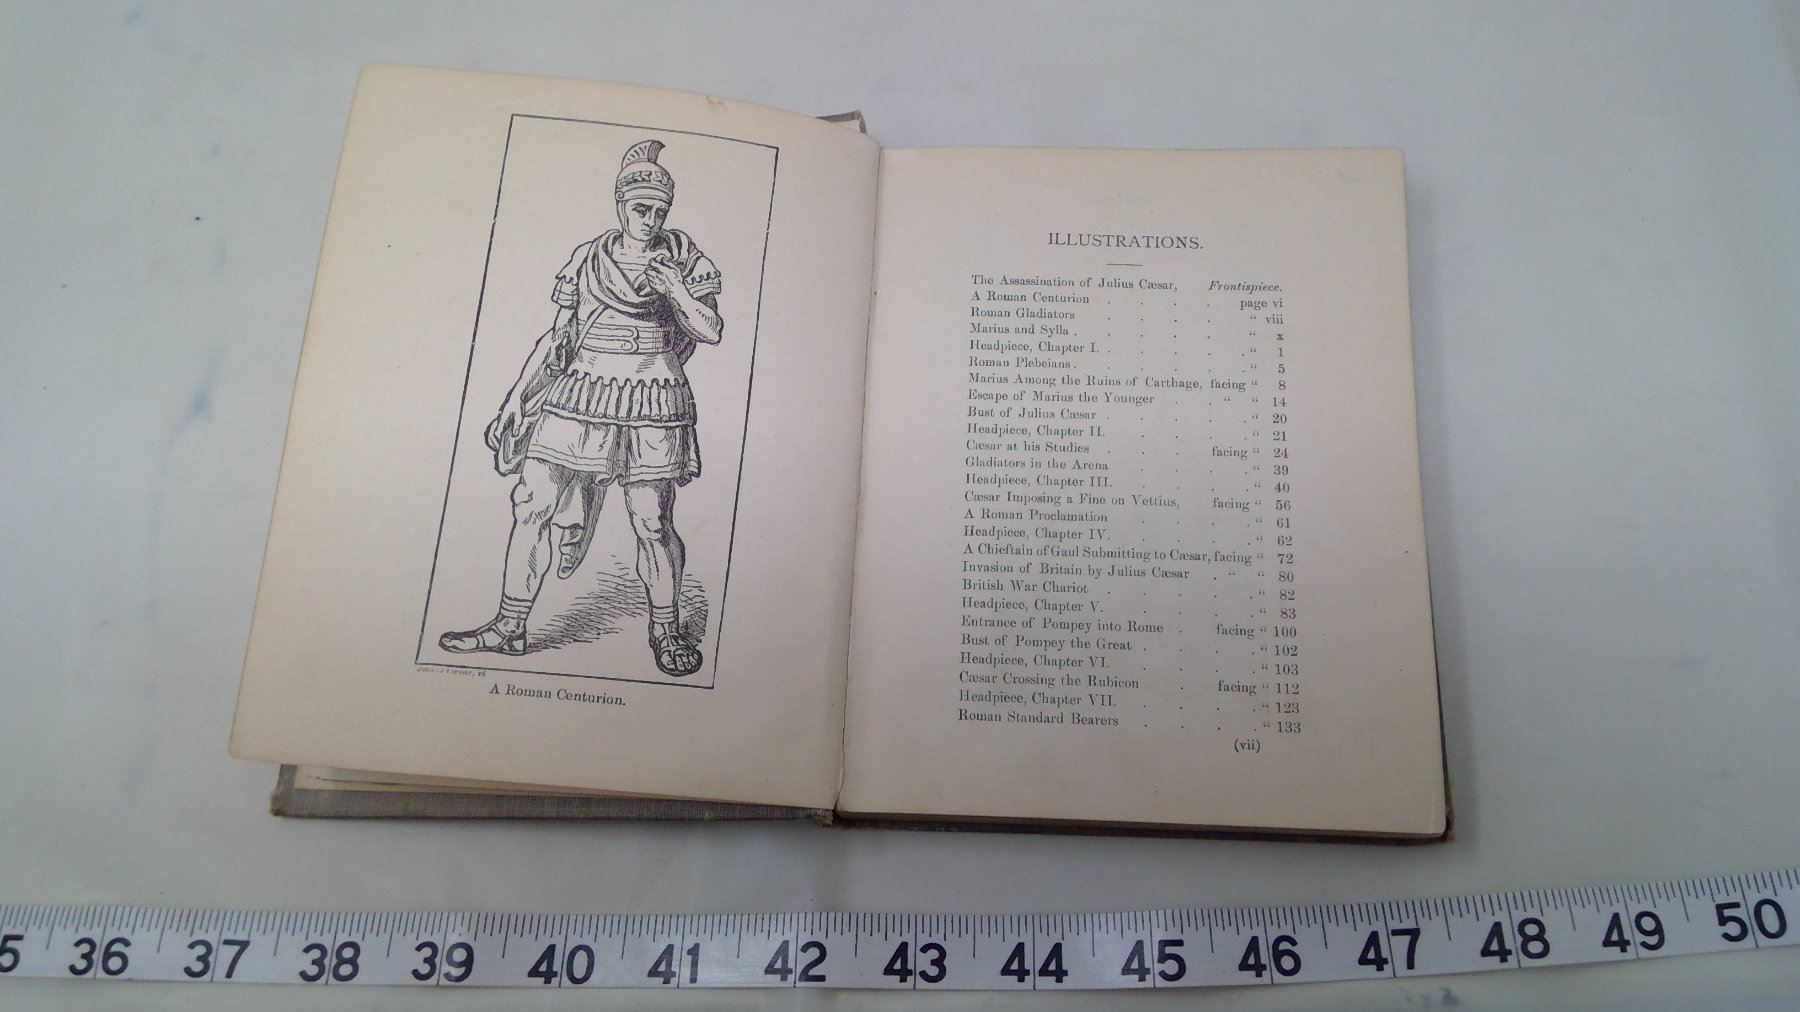 Cæsar, vi
A Roman Centurion.
ILLUSTRATIONS.
The Assassination of Julius Cæsar, Frontispiece.
A Roman Centurion . . . . page vi
Roman Gladiators . . . . “ viii
Marius and Sylla . . . . . “ x
Headpiece, Chapter I. . . . . . “ 1
Roman Plebeians . . . . . . “ 5
Marius Among the Ruins of Carthage, facing “ 8
Escape of Marius the Younger . . “ “ 14
Bust of Julius Cæsar . . . . . “ 20
Headpiece, Chapter II. . . . . “ 21
Cæsar at his Studies . . . facing “ 24
Gladiators in the Arena . . . . “ 39
Headpiece, Chapter III. . . . . “ 40
Cæsar Imposing a Fine on Vettius, facing “ 56
A Roman Proclamation . . . . “ 61
Headpiece, Chapter IV. . . . . “ 62
A Chieftain of Gaul Submitting to Cæsar, facing “ 72
Invasion of Britain by Julius Cæsar . “ “ 80
British War Chariot . . . . . “ 82
Headpiece, Chapter V. . . . . “ 83
Entrance of Pompey into Rome . facing “ 100
Bust of Pompey the Great . . . . “ 102
Headpiece, Chapter VI. . . . . “ 103
Cæsar Crossing the Rubicon . facing “ 112
Headpiece, Chapter VII. . . . . “ 123
Roman Standard Bearers . . . . “ 133
(vii)
5 36 37 38 39 40 41 42 43 44 45 46 47 48 49 50